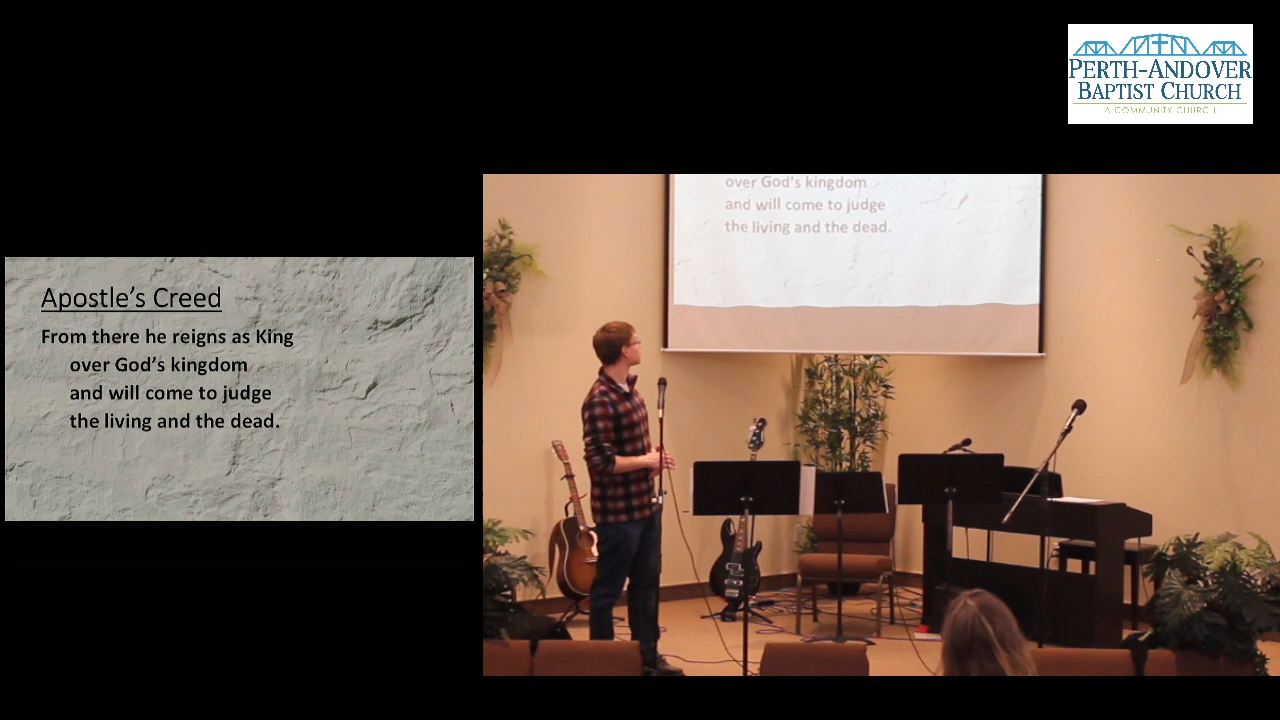 PERTH-ANDOVER
BAPTIST CHURCH
A COMMUNITY CHURCH
Apostle's Creed
From there he reigns as King
over God's kingdom
and will come to judge
the living and the dead.
over God's kingdom
and will come to judge
the living and the dead.